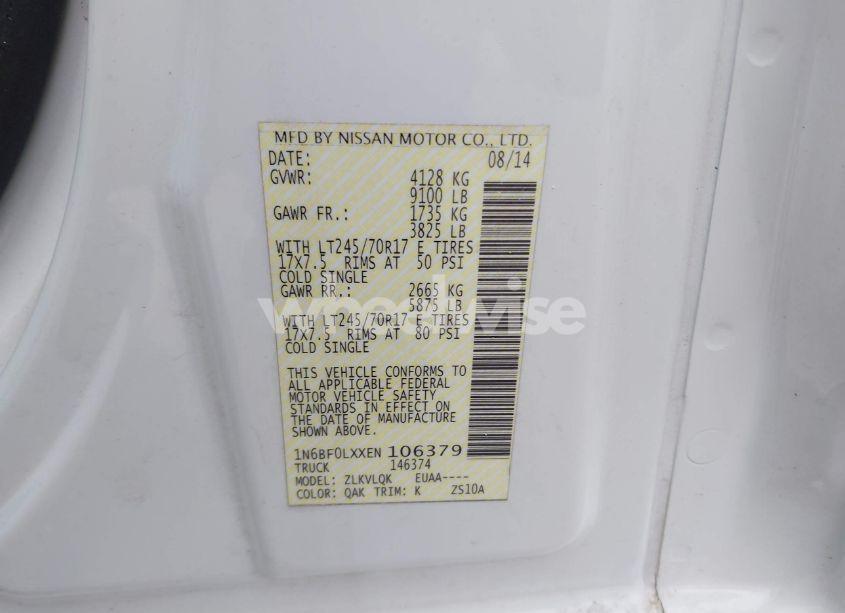 MFD BY NISSAN MOTOR CO., LTD.
DATE: 08/14
GVWR: 4128 KG
9100 LB
GAWR FR.: 1735 KG
3825 LB
WITH LT245/70R17 E TIRES
17X7.5 RIMS AT 50 PSI
COLD SINGLE
GAWR RR.: 2665 KG
5875 LB
WITH LT245/70R17 E TIRES
17X7.5 RIMS AT 80 PSI
COLD SINGLE
THIS VEHICLE CONFORMS TO
ALL APPLICABLE FEDERAL
MOTOR VEHICLE SAFETY
STANDARDS IN EFFECT ON
THE DATE OF MANUFACTURE
SHOWN ABOVE.
1N6BF0LXXEN 106379
TRUCK 146374
MODEL: ZLKVLQK EUAA----
COLOR: QAK TRIM: K ZS10A